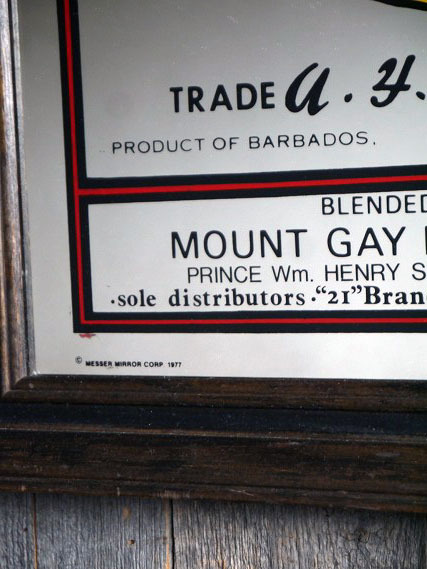 TRADE A. F.
PRODUCT OF BARBADOS.
BLENDED
MOUNT GAY
PRINCE Wm. HENRY S
·sole distributors·"21"Bran
© MESSER MIRROR CORP 1977